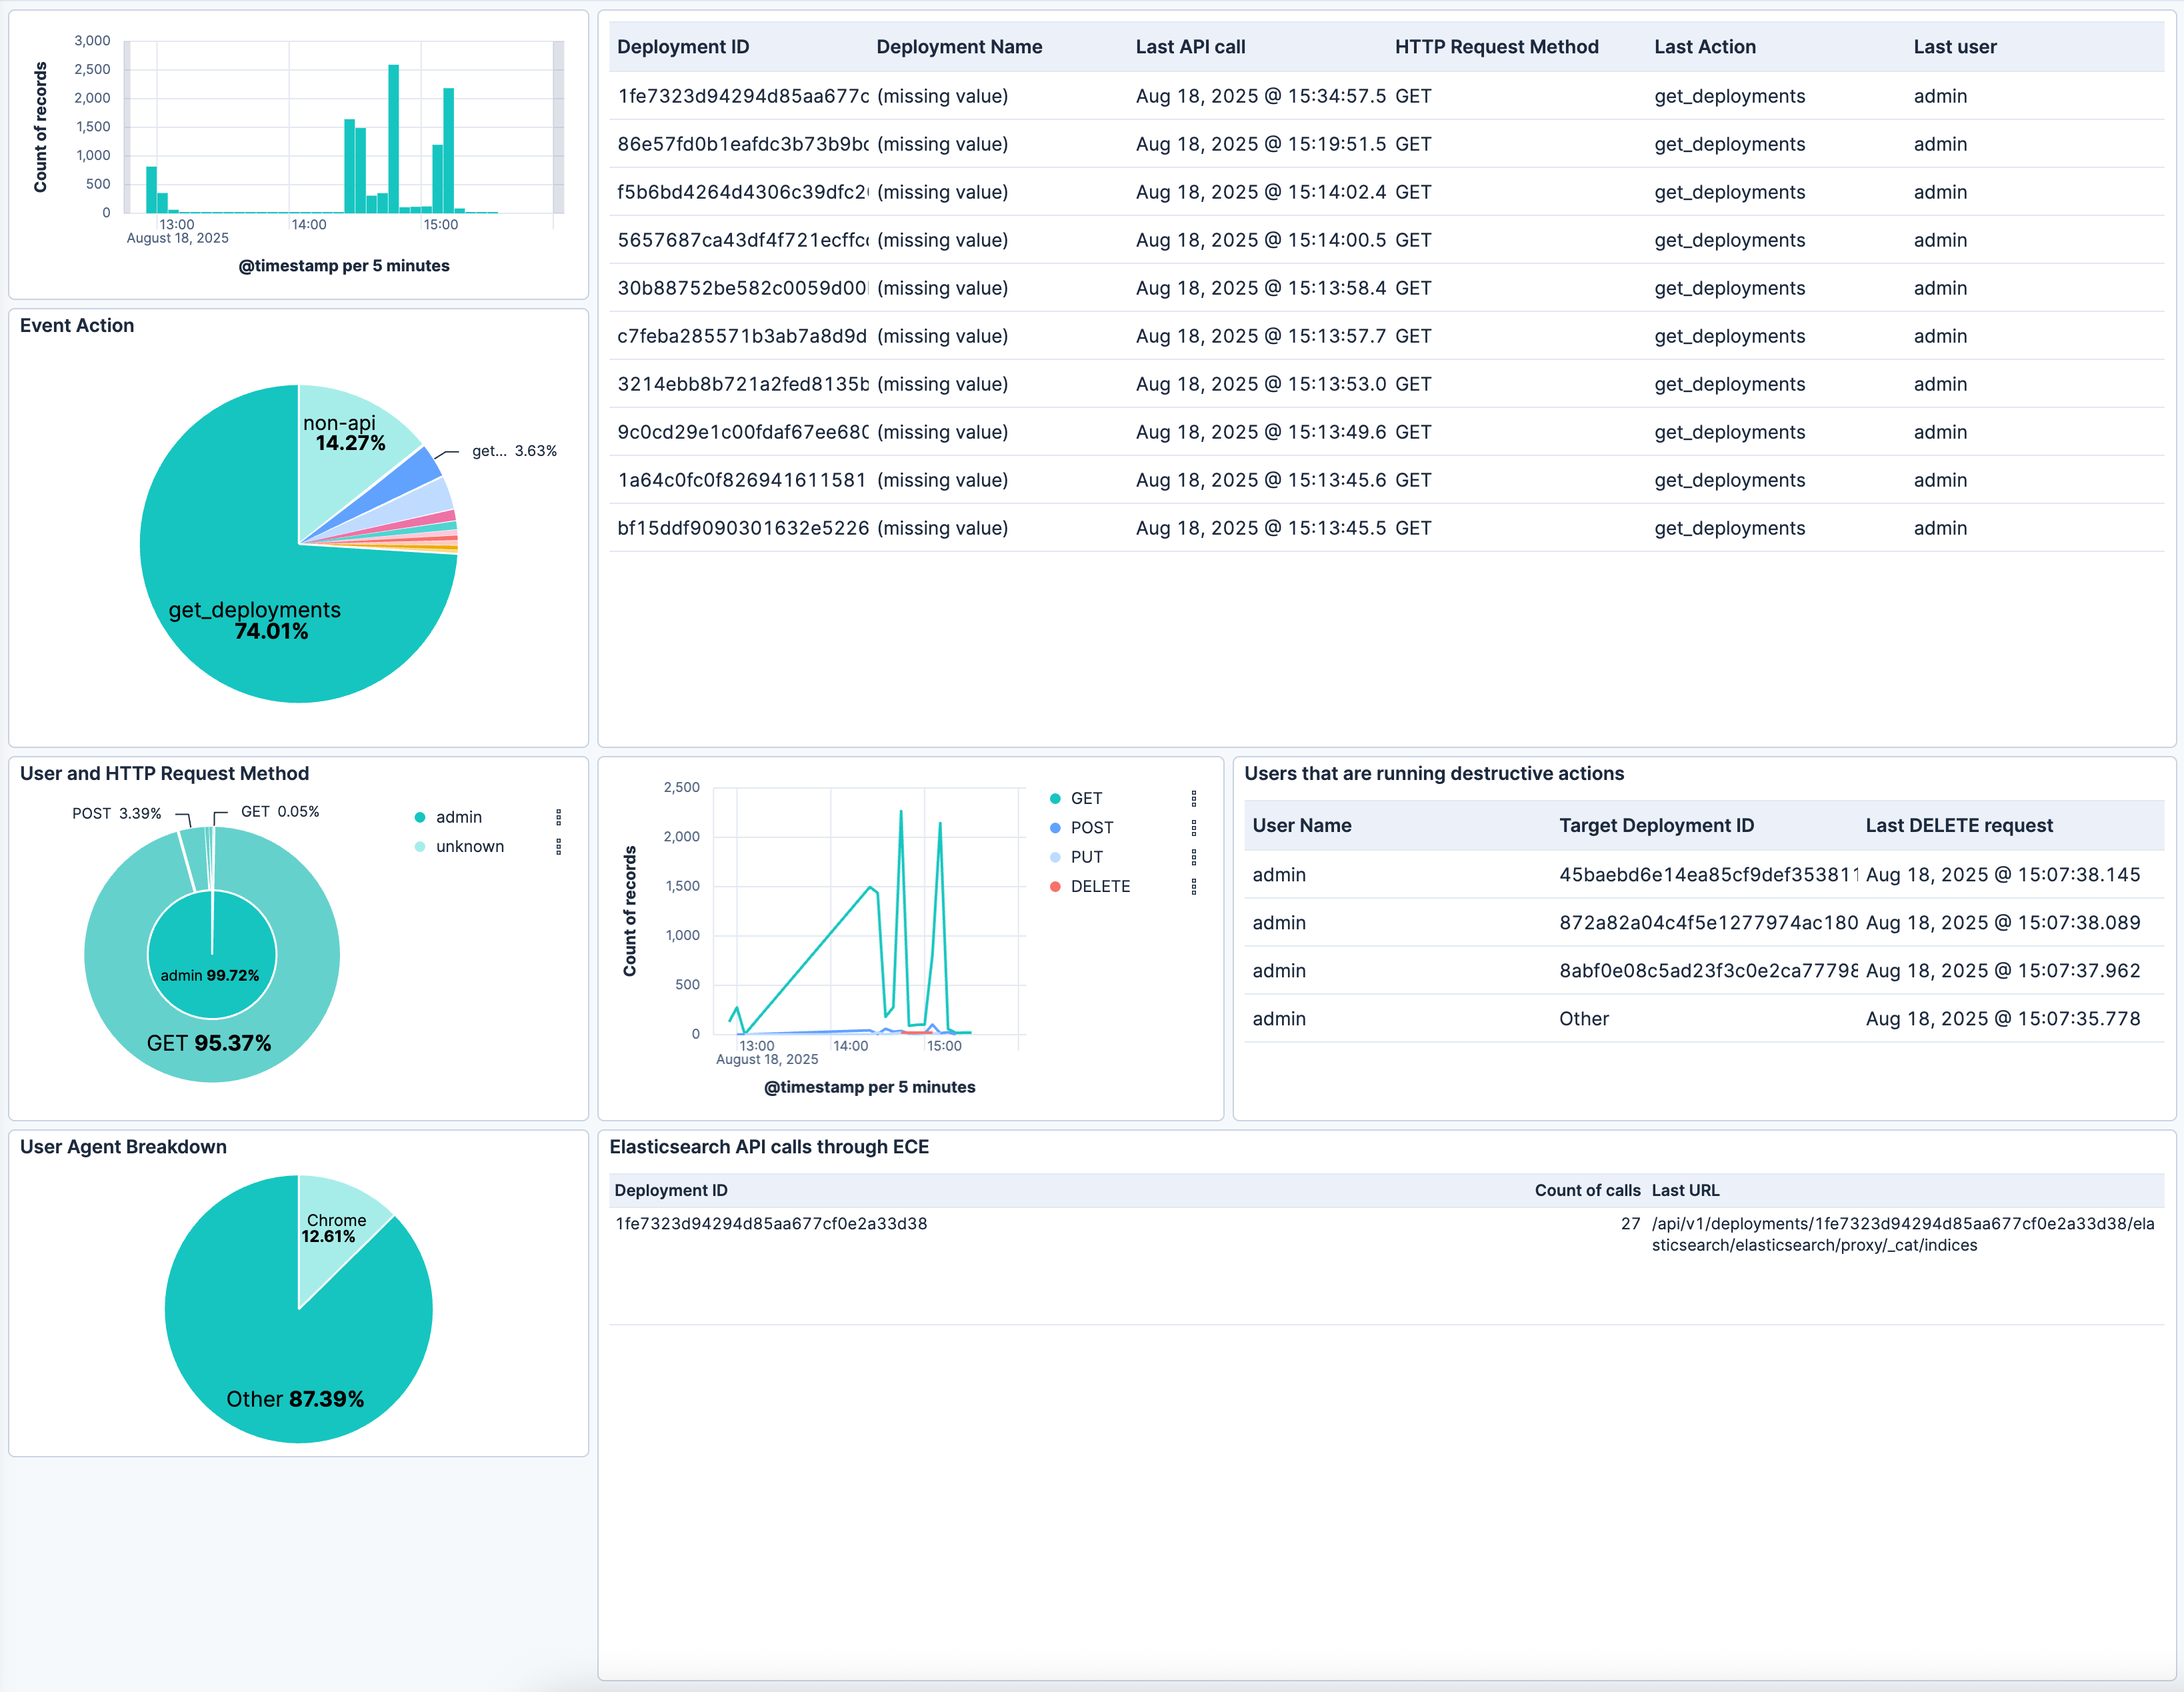 3,000
2,500
2,000
1,500
1,000
500
0
Count of records
13:00 14:00 15:00
August 18, 2025
@timestamp per 5 minutes
Deployment ID Deployment Name Last API call HTTP Request Method Last Action Last user
1fe7323d94294d85aa677c (missing value) Aug 18, 2025 @ 15:34:57.5 GET get_deployments admin
86e57fd0b1eafdc3b73b9bc (missing value) Aug 18, 2025 @ 15:19:51.5 GET get_deployments admin
f5b6bd4264d4306c39dfc2 (missing value) Aug 18, 2025 @ 15:14:02.4 GET get_deployments admin
5657687ca43df4f721ecffc (missing value) Aug 18, 2025 @ 15:14:00.5 GET get_deployments admin
30b88752be582c0059d00 (missing value) Aug 18, 2025 @ 15:13:58.4 GET get_deployments admin
c7feba285571b3ab7a8d9d (missing value) Aug 18, 2025 @ 15:13:57.7 GET get_deployments admin
3214ebb8b721a2fed8135b (missing value) Aug 18, 2025 @ 15:13:53.0 GET get_deployments admin
9c0cd29e1c00fdaf67ee680 (missing value) Aug 18, 2025 @ 15:13:49.6 GET get_deployments admin
1a64c0fc0f826941611581 (missing value) Aug 18, 2025 @ 15:13:45.6 GET get_deployments admin
bf15ddf9090301632e5226 (missing value) Aug 18, 2025 @ 15:13:45.5 GET get_deployments admin
Event Action
non-api
14.27%
get... 3.63%
get_deployments
74.01%
User and HTTP Request Method
POST 3.39% GET 0.05%
admin
unknown
admin 99.72%
GET 95.37%
2,500
2,000
1,500
1,000
500
0
Count of records
13:00 14:00 15:00
August 18, 2025
@timestamp per 5 minutes
GET
POST
PUT
DELETE
Users that are running destructive actions
User Name Target Deployment ID Last DELETE request
admin 45baebd6e14ea85cf9def353811 Aug 18, 2025 @ 15:07:38.145
admin 872a82a04c4f5e1277974ac180 Aug 18, 2025 @ 15:07:38.089
admin 8abf0e08c5ad23f3c0e2ca77798 Aug 18, 2025 @ 15:07:37.962
admin Other Aug 18, 2025 @ 15:07:35.778
User Agent Breakdown
Chrome
12.61%
Other 87.39%
Elasticsearch API calls through ECE
Deployment ID Count of calls Last URL
1fe7323d94294d85aa677cf0e2a33d38 27 /api/v1/deployments/1fe7323d94294d85aa677cf0e2a33d38/ela
sticsearch/elasticsearch/proxy/_cat/indices